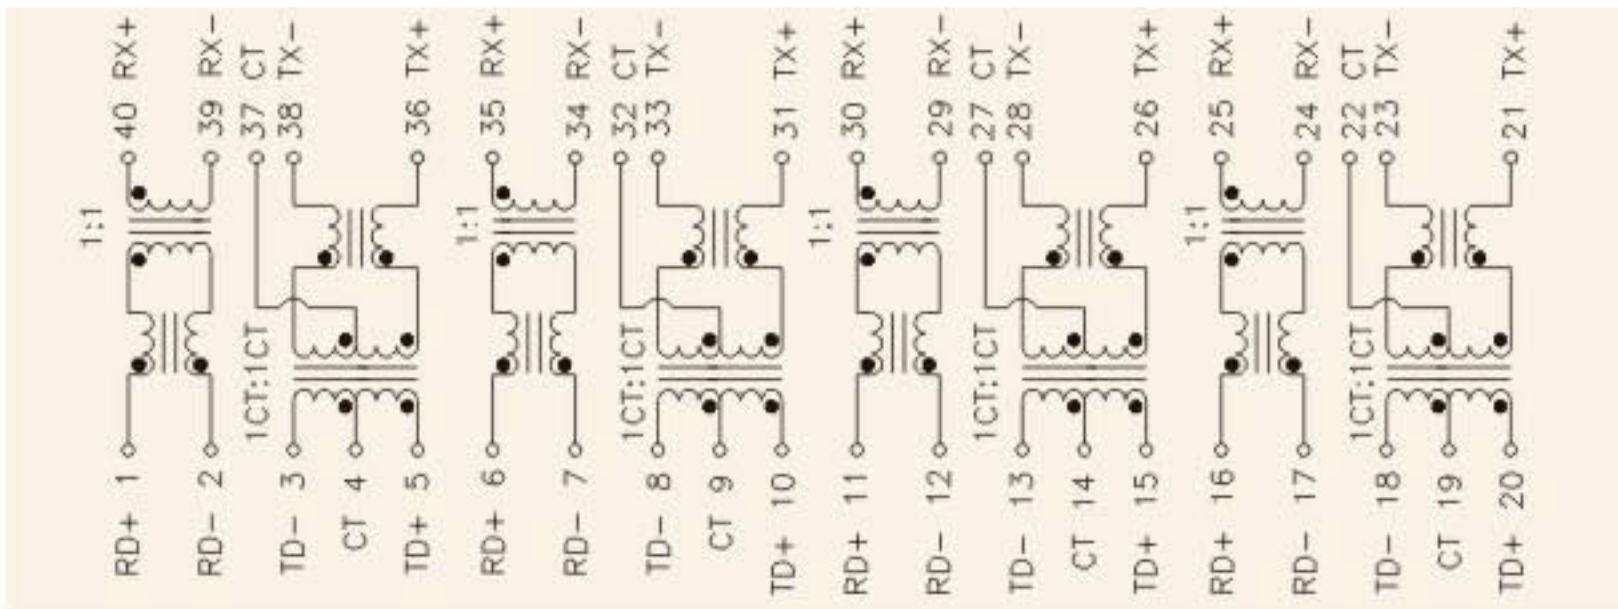 40 RX+
39 RX-
37 CT
38 TX-
36 TX+
35 RX+
34 RX-
32 CT
33 TX-
31 TX+
30 RX+
29 RX-
27 CT
28 TX-
26 TX+
25 RX+
24 RX-
22 CT
23 TX-
21 TX+
1:1
1:1
1:1
1:1
1CT:1CT
1CT:1CT
1CT:1CT
1CT:1CT
RD+ 1
RD- 2
TD- 3
CT 4
TD+ 5
RD+ 6
RD- 7
TD- 8
CT 9
TD+ 10
RD+ 11
RD- 12
TD- 13
CT 14
TD+ 15
RD+ 16
RD- 17
TD- 18
CT 19
TD+ 20